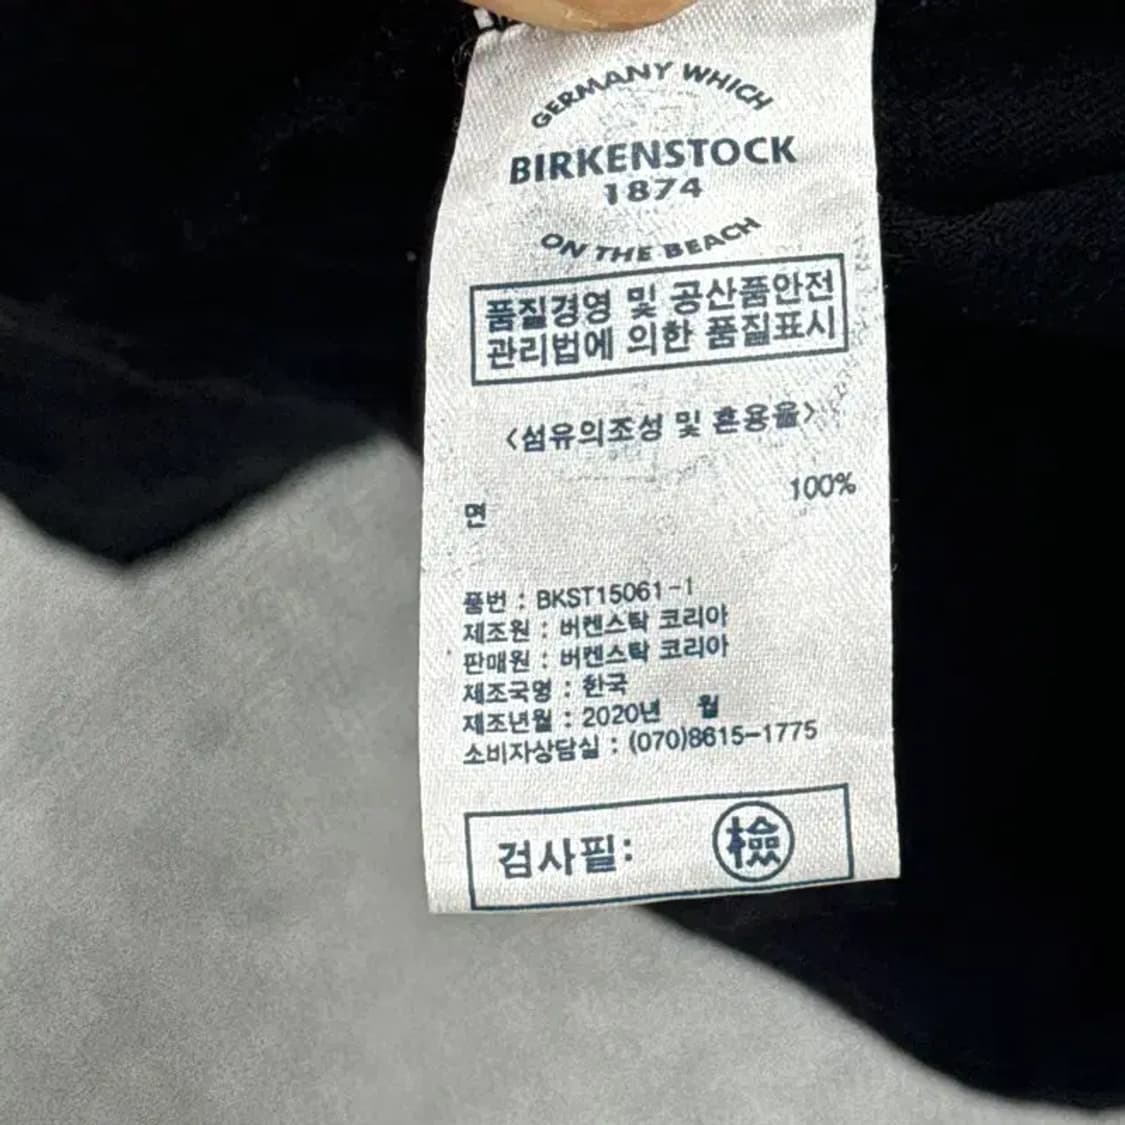 GERMANY WHICH
BIRKENSTOCK
1874
ON THE BEACH
품질경영 및 공산품안전
관리법에 의한 품질표시
<섬유의조성 및 혼용율>
면 100%
품번 : BKST15061-1
제조원 : 버켄스탁 코리아
판매원 : 버켄스탁 코리아
제조국명 : 한국
제조년월 : 2020년 월
소비자상담실 : (070)8615-1775
검사필: 檢